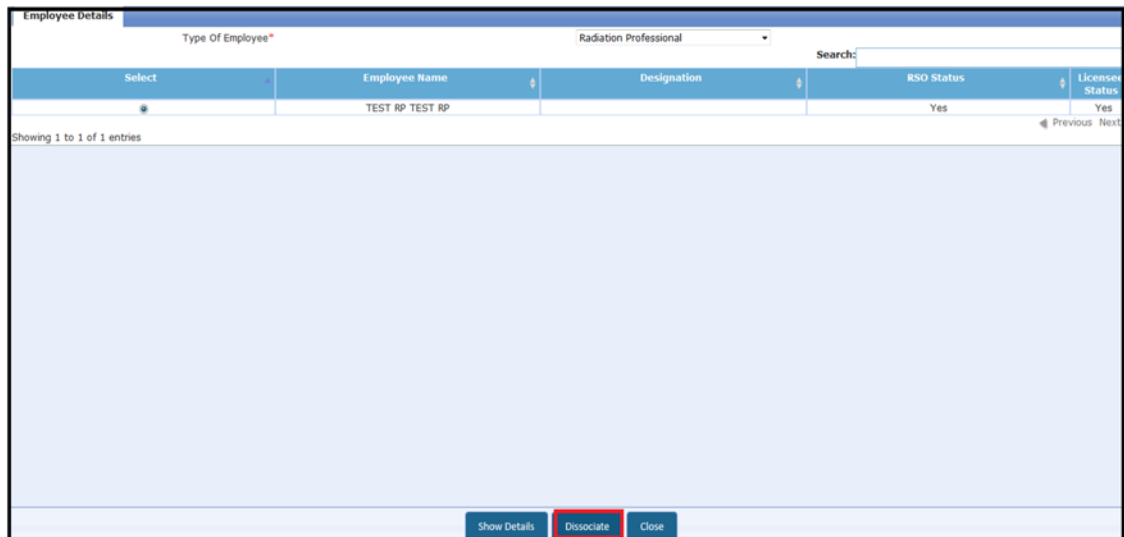 Employee Details
Type Of Employee* Radiation Professional
Search:
Select Employee Name Designation RSO Status Licensee Status
TEST RP TEST RP Yes Yes
Previous Next
Showing 1 to 1 of 1 entries
Show Details Dissociate Close